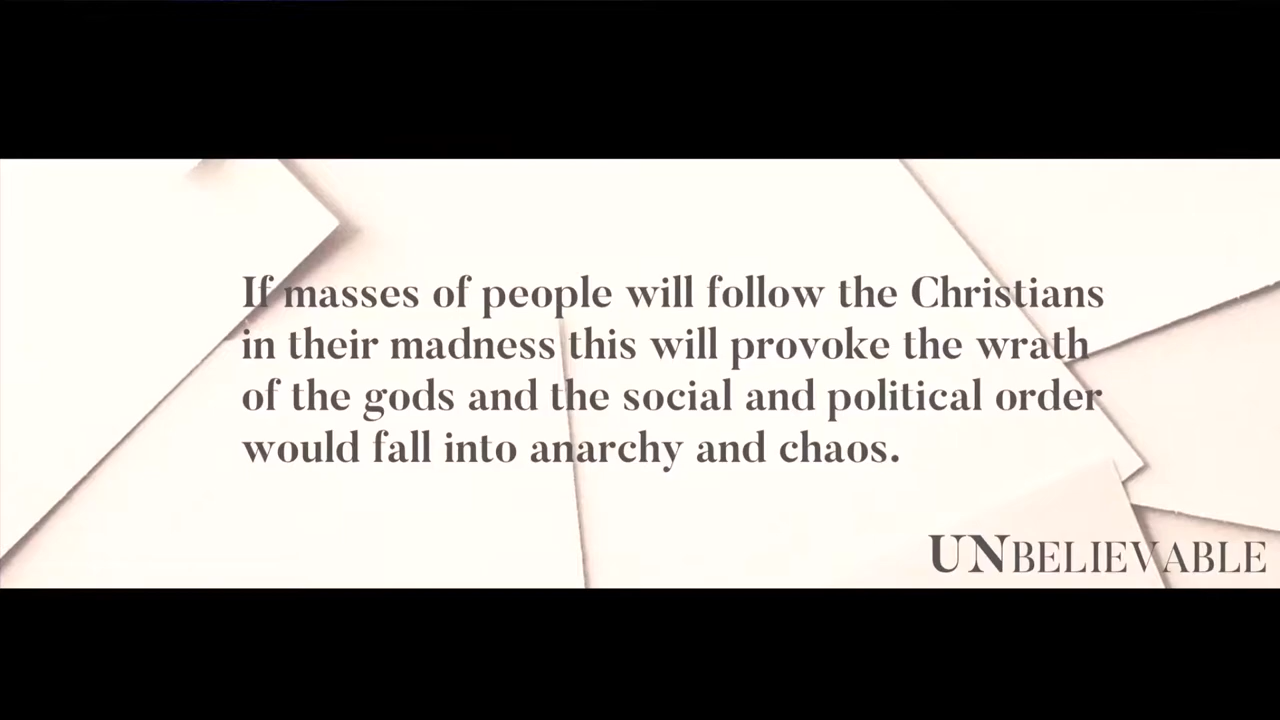 If masses of people will follow the Christians
in their madness this will provoke the wrath
of the gods and the social and political order
would fall into anarchy and chaos.
UNBELIEVABLE